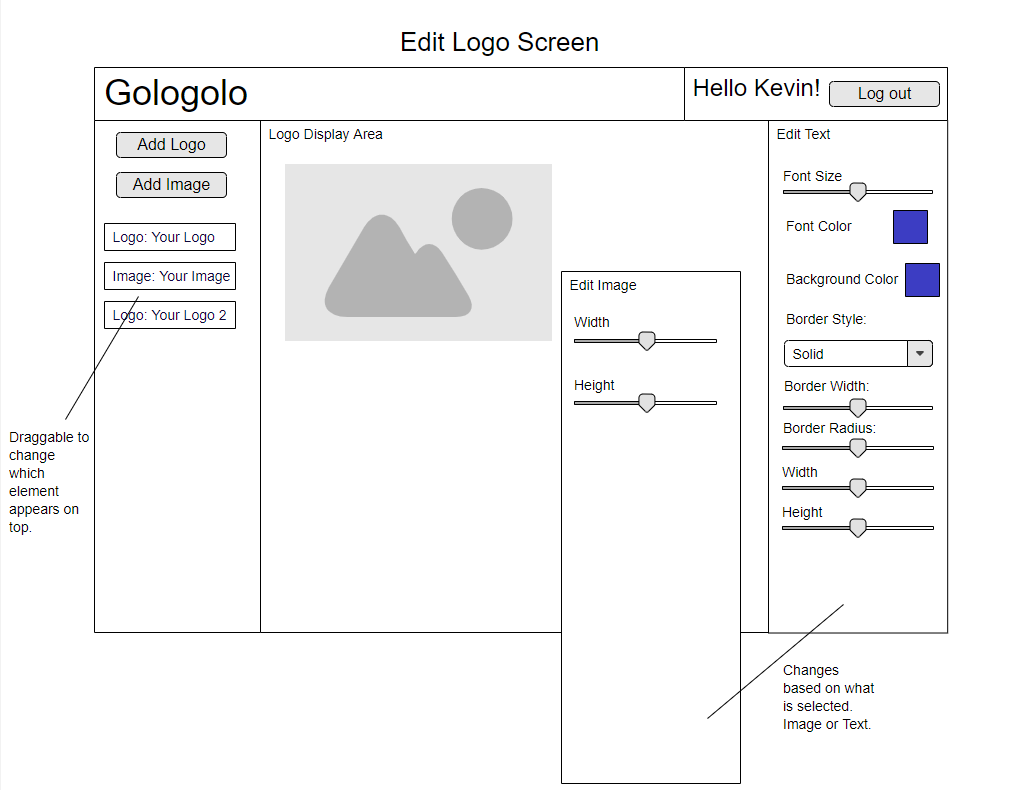 Edit Logo Screen
Gologolo
Hello Kevin!
Log out
Add Logo
Add Image
Logo: Your Logo
Image: Your Image
Logo: Your Logo 2
Draggable to
change
which
element
appears on
top.
Logo Display Area
Edit Image
Width
Height
Edit Text
Font Size
Font Color
Background Color
Border Style:
Solid
Border Width:
Border Radius:
Width
Height
Changes
based on what
is selected.
Image or Text.